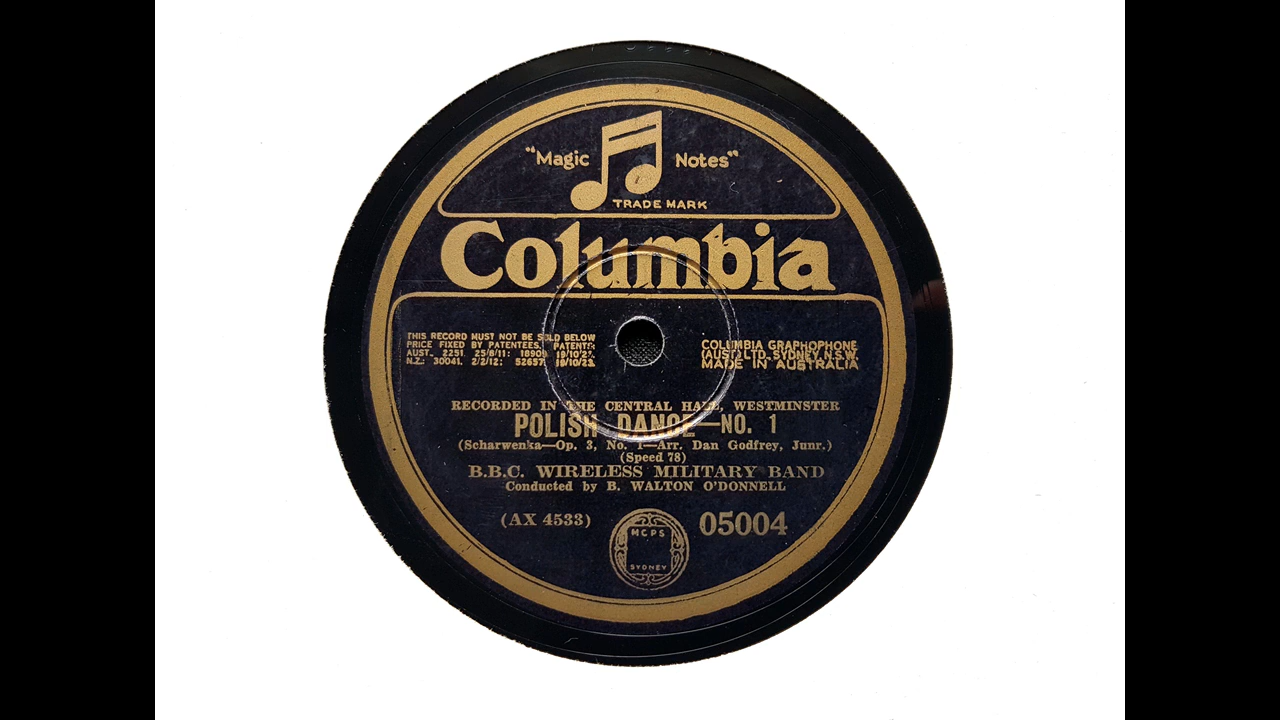 "Magic Notes"
TRADE MARK
Columbia
THIS RECORD MUST NOT BE SOLD BELOW
PRICE FIXED BY PATENTEES. PATENTS:
AUST. 2251, 25/8/11: 18909, 19/10/2
N.Z.: 30041, 2/2/12: 52657, 19/10/23.
COLUMBIA GRAPHOPHONE
(AUST) LTD. SYDNEY. N.S.W.
MADE IN AUSTRALIA
RECORDED IN THE CENTRAL HALL, WESTMINSTER
POLISH DANCE—NO. 1
(Scharwenka—Op. 3, No. 1—Arr. Dan Godfrey, Junr.)
(Speed 78)
B.B.C. WIRELESS MILITARY BAND
Conducted by B. WALTON O'DONNELL
(AX 4533)
05004
MCPS
SYDNEY